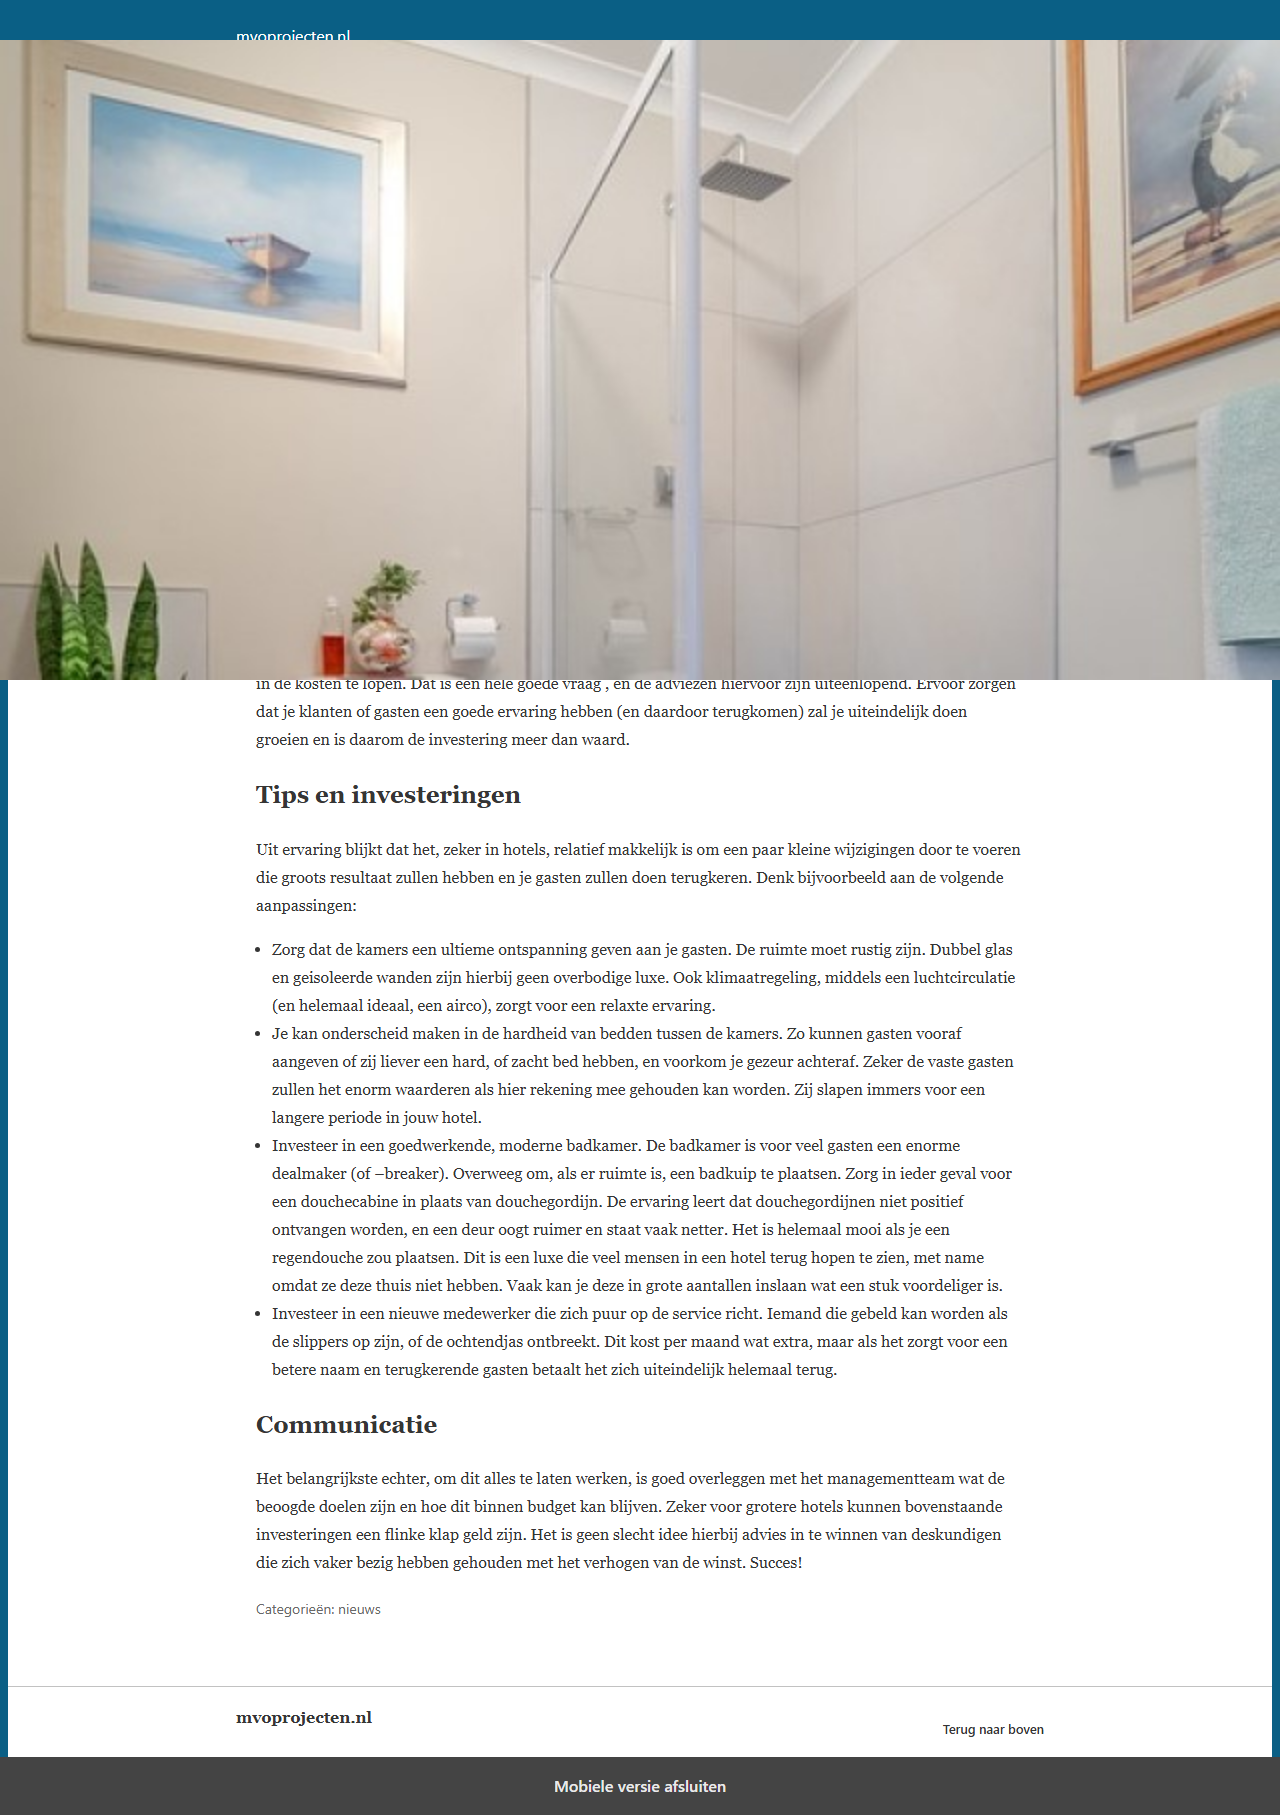 mvoprojecten.nl
in de kosten te lopen. Dat is een hele goede vraag , en de adviezen hiervoor zijn uiteenlopend. Ervoor zorgen
dat je klanten of gasten een goede ervaring hebben (en daardoor terugkomen) zal je uiteindelijk doen
groeien en is daarom de investering meer dan waard.
Tips en investeringen
Uit ervaring blijkt dat het, zeker in hotels, relatief makkelijk is om een paar kleine wijzigingen door te voeren
die groots resultaat zullen hebben en je gasten zullen doen terugkeren. Denk bijvoorbeeld aan de volgende
aanpassingen:
• Zorg dat de kamers een ultieme ontspanning geven aan je gasten. De ruimte moet rustig zijn. Dubbel glas
en geisoleerde wanden zijn hierbij geen overbodige luxe. Ook klimaatregeling, middels een luchtcirculatie
(en helemaal ideaal, een airco), zorgt voor een relaxte ervaring.
• Je kan onderscheid maken in de hardheid van bedden tussen de kamers. Zo kunnen gasten vooraf
aangeven of zij liever een hard, of zacht bed hebben, en voorkom je gezeur achteraf. Zeker de vaste gasten
zullen het enorm waarderen als hier rekening mee gehouden kan worden. Zij slapen immers voor een
langere periode in jouw hotel.
• Investeer in een goedwerkende, moderne badkamer. De badkamer is voor veel gasten een enorme
dealmaker (of –breaker). Overweeg om, als er ruimte is, een badkuip te plaatsen. Zorg in ieder geval voor
een douchecabine in plaats van douchegordijn. De ervaring leert dat douchegordijnen niet positief
ontvangen worden, en een deur oogt ruimer en staat vaak netter. Het is helemaal mooi als je een
regendouche zou plaatsen. Dit is een luxe die veel mensen in een hotel terug hopen te zien, met name
omdat ze deze thuis niet hebben. Vaak kan je deze in grote aantallen inslaan wat een stuk voordeliger is.
• Investeer in een nieuwe medewerker die zich puur op de service richt. Iemand die gebeld kan worden als
de slippers op zijn, of de ochtendjas ontbreekt. Dit kost per maand wat extra, maar als het zorgt voor een
betere naam en terugkerende gasten betaalt het zich uiteindelijk helemaal terug.
Communicatie
Het belangrijkste echter, om dit alles te laten werken, is goed overleggen met het managementteam wat de
beoogde doelen zijn en hoe dit binnen budget kan blijven. Zeker voor grotere hotels kunnen bovenstaande
investeringen een flinke klap geld zijn. Het is geen slecht idee hierbij advies in te winnen van deskundigen
die zich vaker bezig hebben gehouden met het verhogen van de winst. Succes!
Categorieën: nieuws
mvoprojecten.nl
Terug naar boven
Mobiele versie afsluiten